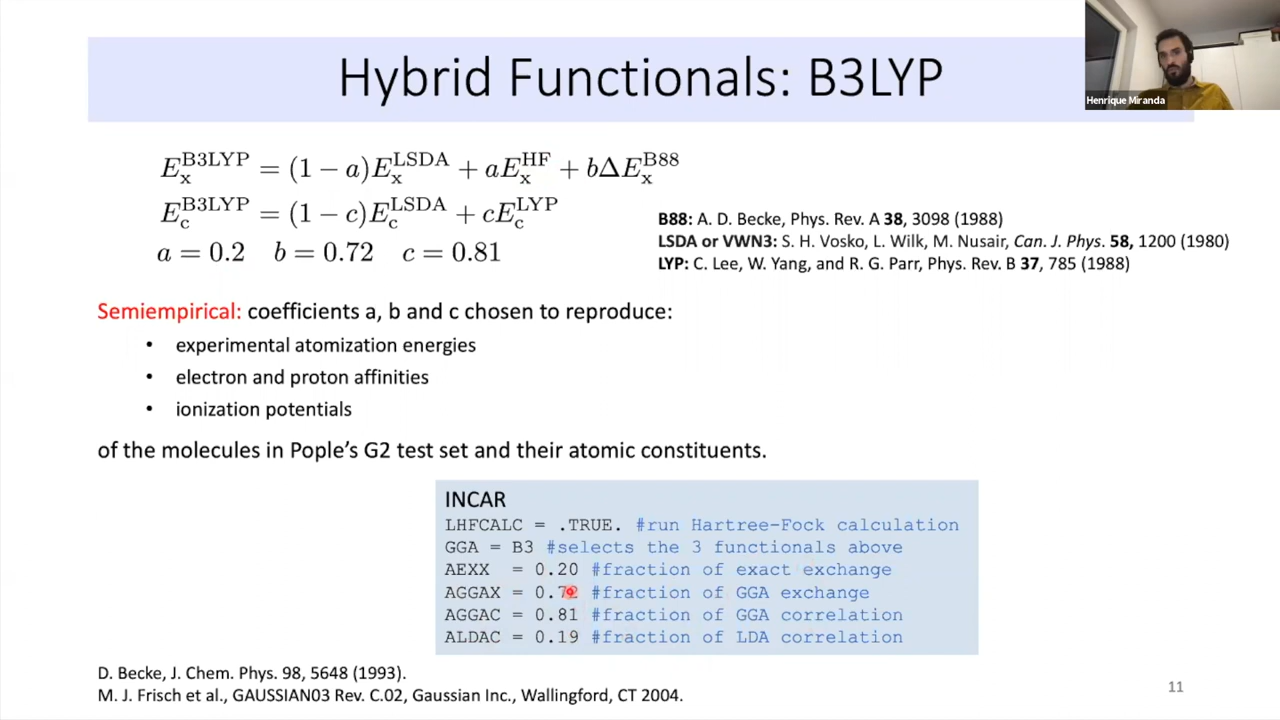 Hybrid Functionals: B3LYP
Henrique Miranda
E_x^B3LYP = (1 − a)E_x^LSDA + aE_x^HF + bΔE_x^B88
E_c^B3LYP = (1 − c)E_c^LSDA + cE_c^LYP
a = 0.2 b = 0.72 c = 0.81
B88: A. D. Becke, Phys. Rev. A 38, 3098 (1988)
LSDA or VWN3: S. H. Vosko, L. Wilk, M. Nusair, Can. J. Phys. 58, 1200 (1980)
LYP: C. Lee, W. Yang, and R. G. Parr, Phys. Rev. B 37, 785 (1988)
Semiempirical: coefficients a, b and c chosen to reproduce:
• experimental atomization energies
• electron and proton affinities
• ionization potentials
of the molecules in Pople's G2 test set and their atomic constituents.
INCAR
LHFCALC = .TRUE. #run Hartree-Fock calculation
GGA = B3 #selects the 3 functionals above
AEXX = 0.20 #fraction of exact exchange
AGGAX = 0.72 #fraction of GGA exchange
AGGAC = 0.81 #fraction of GGA correlation
ALDAC = 0.19 #fraction of LDA correlation
D. Becke, J. Chem. Phys. 98, 5648 (1993).
M. J. Frisch et al., GAUSSIAN03 Rev. C.02, Gaussian Inc., Wallingford, CT 2004.
11